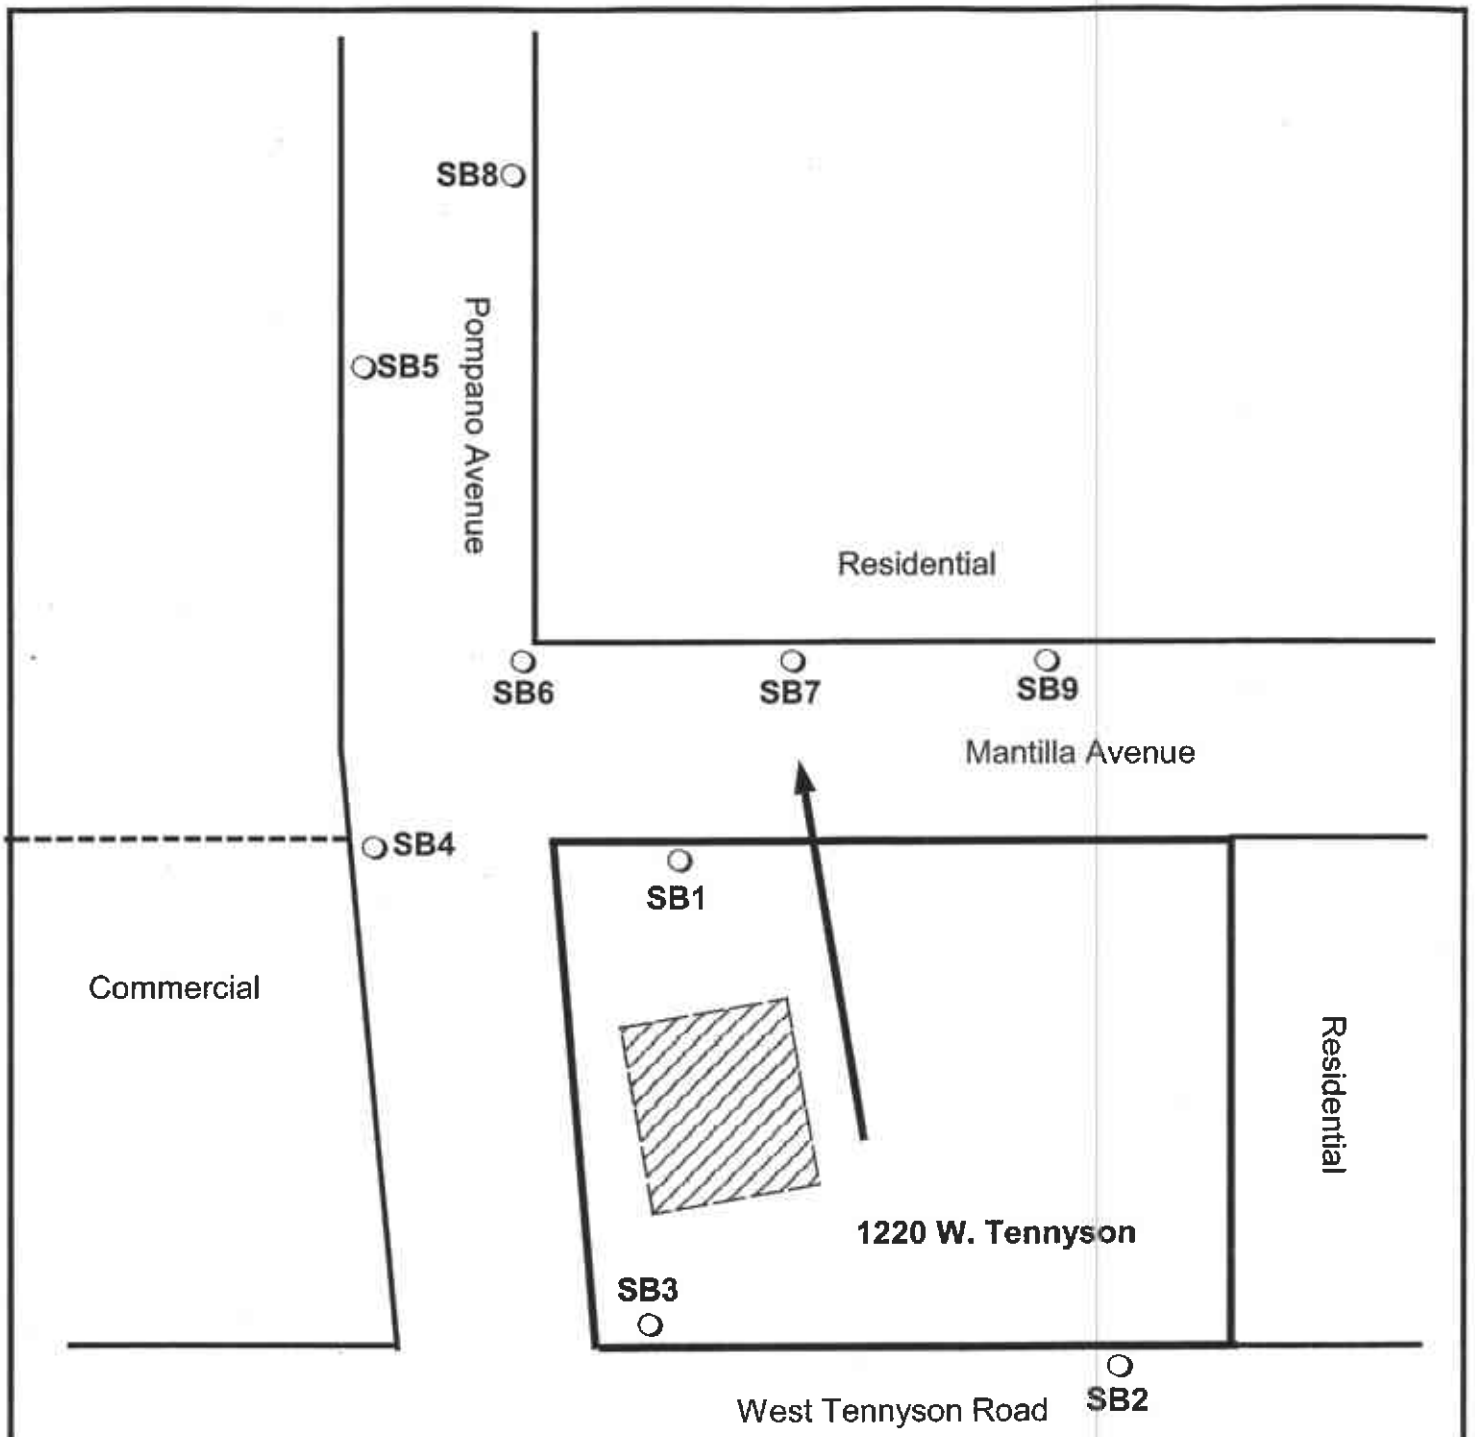 SB8
SB5
Pompano Avenue
Residential
SB6
SB7
SB9
Mantilla Avenue
SB4
SB1
Commercial
Residential
1220 W. Tennyson
SB3
West Tennyson Road
SB2